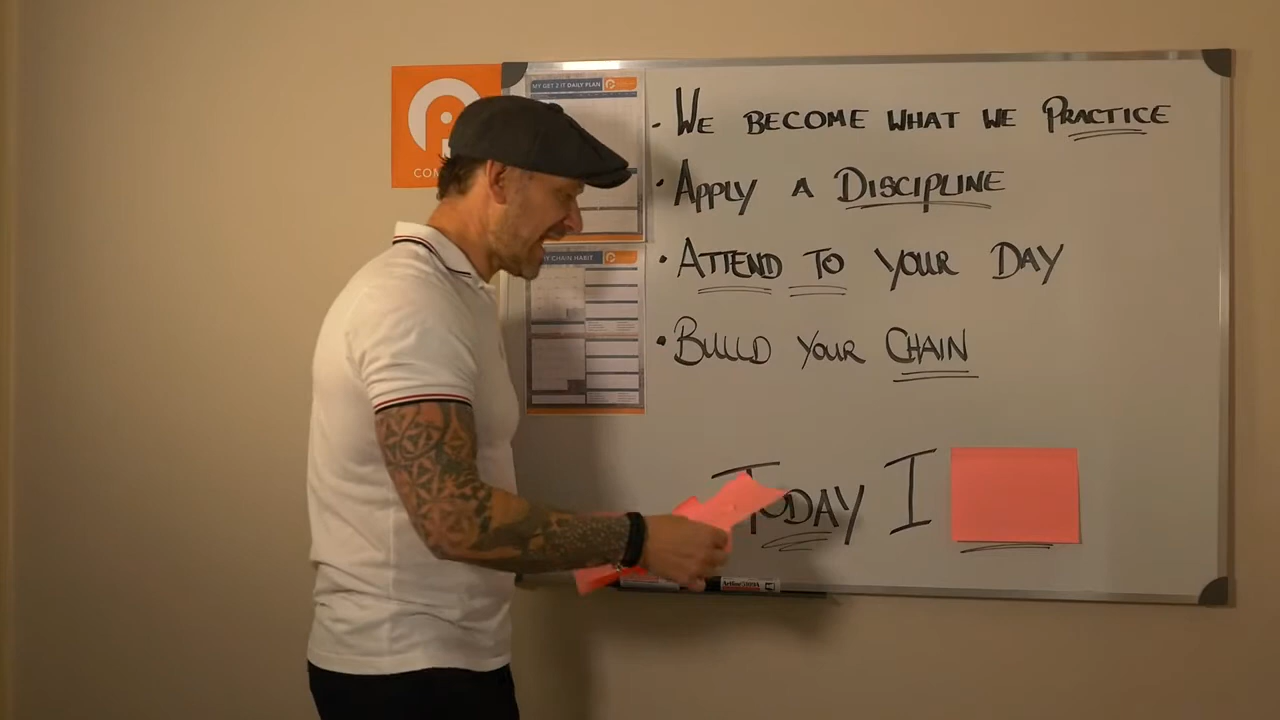 COM
MY GET 2 IT DAILY PLAN
Y CHAIN HABIT
· WE BECOME WHAT WE PRACTICE
· APPLY A DISCIPLINE
· ATTEND TO YOUR DAY
· BUILD YOUR CHAIN
TODAY I